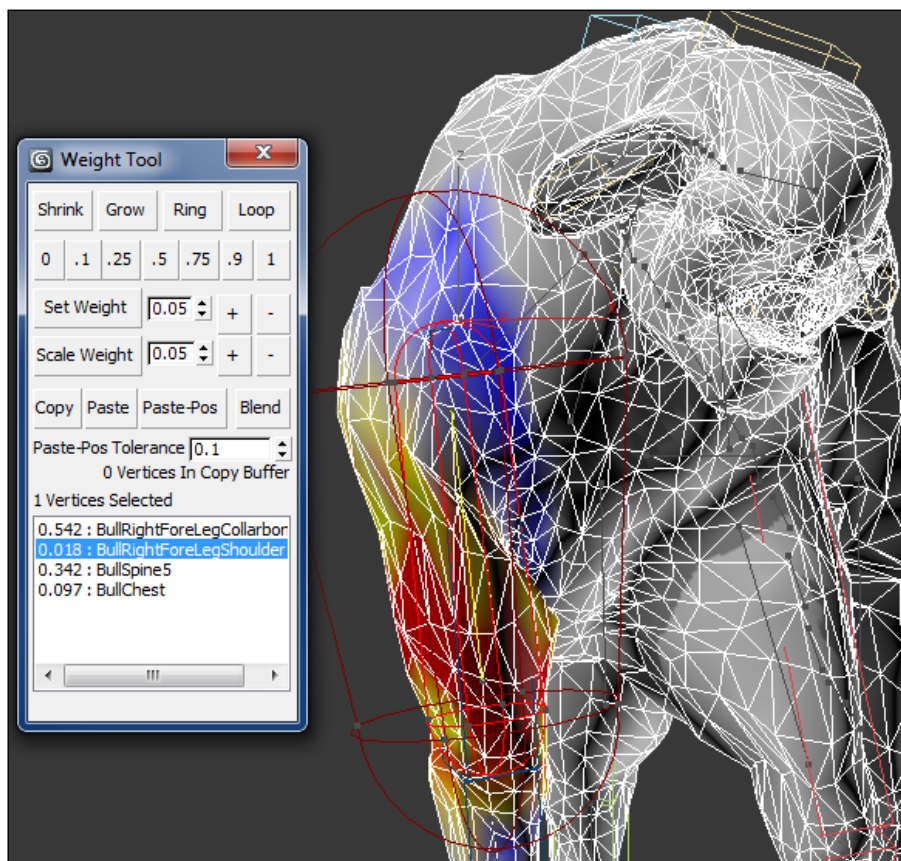 Weight Tool
Shrink Grow Ring Loop
0 .1 .25 .5 .75 .9 1
Set Weight 0.05 + -
Scale Weight 0.05 + -
Copy Paste Paste-Pos Blend
Paste-Pos Tolerance 0.1
0 Vertices In Copy Buffer
1 Vertices Selected
0.542 : BullRightForeLegCollarbon
0.018 : BullRightForeLegShoulder
0.342 : BullSpine5
0.097 : BullChest
z